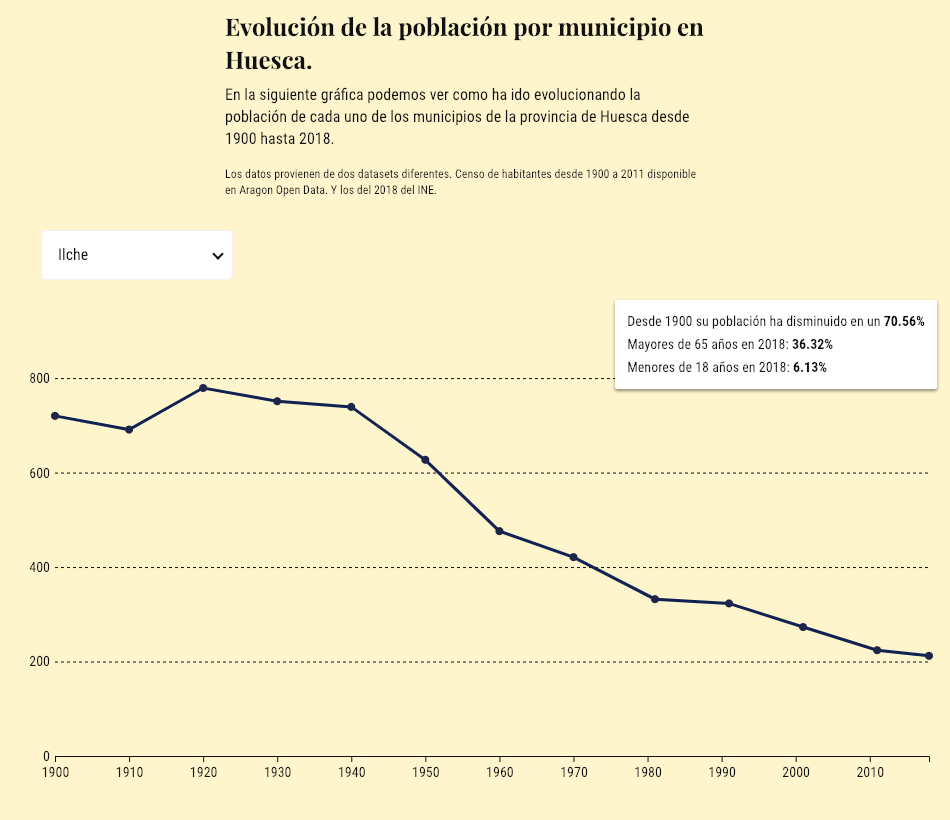 Evolución de la población por municipio en
Huesca.
En la siguiente gráfica podemos ver como ha ido evolucionando la
población de cada uno de los municipios de la provincia de Huesca desde
1900 hasta 2018.
Los datos provienen de dos datasets diferentes. Censo de habitantes desde 1900 a 2011 disponible
en Aragon Open Data. Y los del 2018 del INE.
Ilche
Desde 1900 su población ha disminuido en un 70.56%
Mayores de 65 años en 2018: 36.32%
Menores de 18 años en 2018: 6.13%
800
600
400
200
0
1900 1910 1920 1930 1940 1950 1960 1970 1980 1990 2000 2010